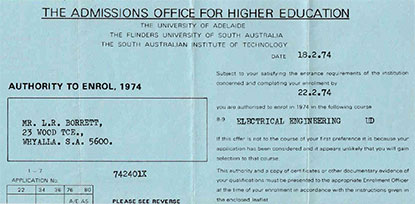 THE ADMISSIONS OFFICE FOR HIGHER EDUCATION
THE UNIVERSITY OF ADELAIDE
THE FLINDERS UNIVERSITY OF SOUTH AUSTRALIA
THE SOUTH AUSTRALIAN INSTITUTE OF TECHNOLOGY
DATE 18.2.74
AUTHORITY TO ENROL, 1974
MR. L.R. BORRETT,
23 WOOD TCE.,
WHYALLA. S.A. 5600.
1 - 7
APPLICATION No. 742401X
22 34 36 76 80
A/E AS
PLEASE SEE REVERSE
Subject to your satisfying the entrance requirements of the institution
concerned and completing your enrolment by
22.2.74
you are authorised to enrol in 1974 in the following course
ELECTRICAL ENGINEERING UD
If this offer is not to the course of your first preference it is because your
application has been considered and it appears unlikely that you will gain
selection to that course.
This authority and a copy of certificates or other documentary evidence of
your qualifications must be presented to the appropriate Enrolment Officer
at the time of your enrolment in accordance with the instructions given in
the enclosed leaflet